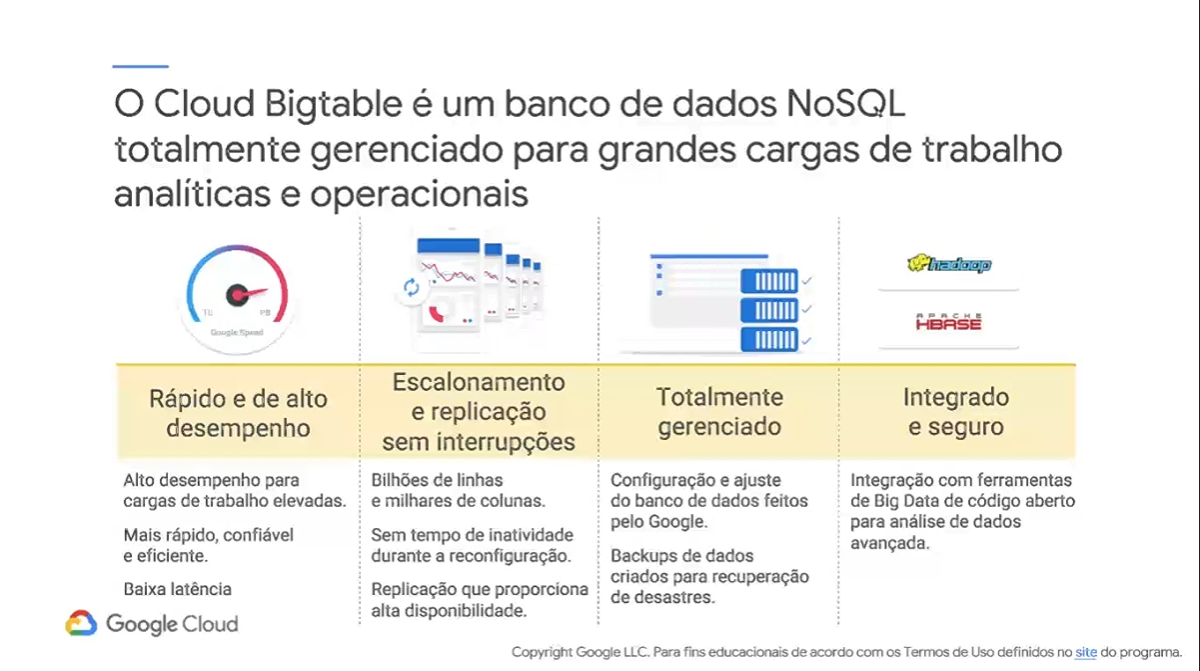 O Cloud Bigtable é um banco de dados NoSQL
totalmente gerenciado para grandes cargas de trabalho
analíticas e operacionais
TB
PB
Google Speed
hadoop
APACHE
HBASE
Rápido e de alto
desempenho
Alto desempenho para
cargas de trabalho elevadas.
Mais rápido, confiável
e eficiente.
Baixa latência
Escalonamento
e replicação
sem interrupções
Bilhões de linhas
e milhares de colunas.
Sem tempo de inatividade
durante a reconfiguração.
Replicação que proporciona
alta disponibilidade.
Totalmente
gerenciado
Configuração e ajuste
do banco de dados feitos
pelo Google.
Backups de dados
criados para recuperação
de desastres.
Integrado
e seguro
Integração com ferramentas
de Big Data de código aberto
para análise de dados
avançada.
Google Cloud
Copyright Google LLC. Para fins educacionais de acordo com os Termos de Uso definidos no site do programa.